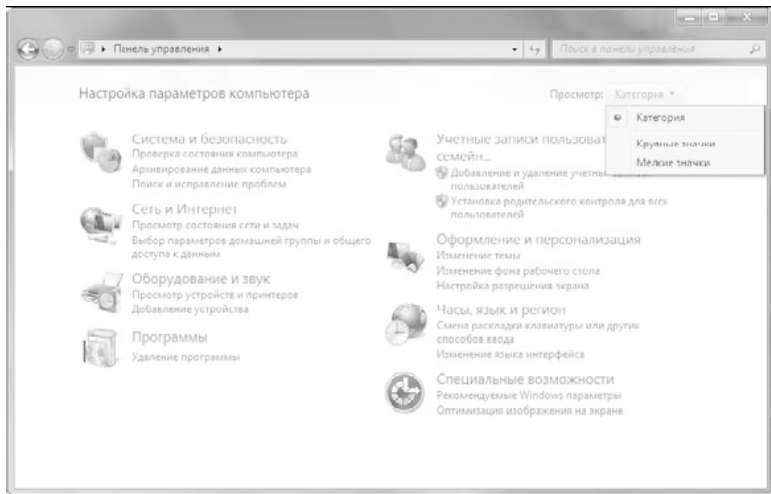 Панель управления
Поиск в панели управления
Настройка параметров компьютера
Просмотр: Категория
Категория
Крупные значки
Мелкие значки
Система и безопасность
Проверка состояния компьютера
Архивирование данных компьютера
Поиск и исправление проблем
Сеть и Интернет
Просмотр состояния сети и задач
Выбор параметров домашней группы и общего
доступа к данным
Оборудование и звук
Просмотр устройств и принтеров
Добавление устройства
Программы
Удаление программы
Учетные записи пользоват
семейн...
Добавление и удаление учетных
пользователей
Установка родительского контроля для всех
пользователей
Оформление и персонализация
Изменение темы
Изменение фона рабочего стола
Настройка разрешения экрана
Часы, язык и регион
Смена раскладки клавиатуры или других
способов ввода
Изменение языка интерфейса
Специальные возможности
Рекомендуемые Windows параметры
Оптимизация изображения на экране